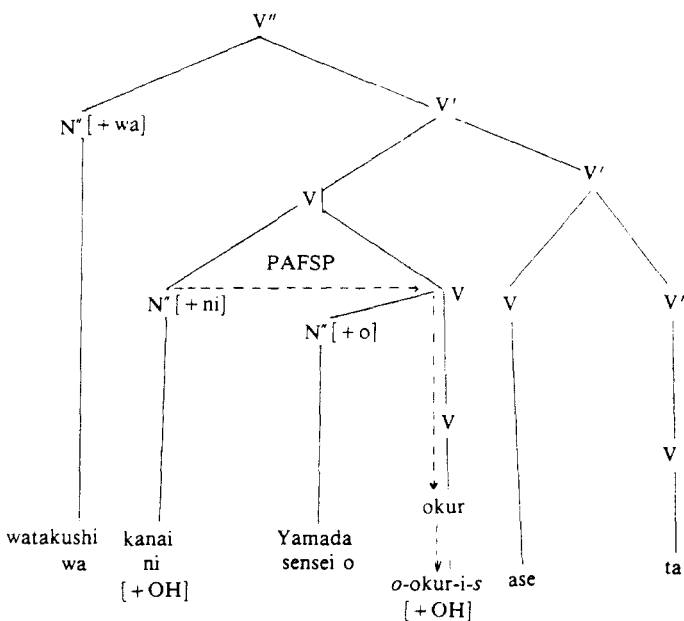 V″
N″[+wa]
V′
V
V′
PAFSP
N″[+ni]
V
V
V′
N″[+o]
V
V
okur
watakushi kanai Yamada
wa ni sensei o
[+OH] o-okur-i-s ase ta
[+OH]